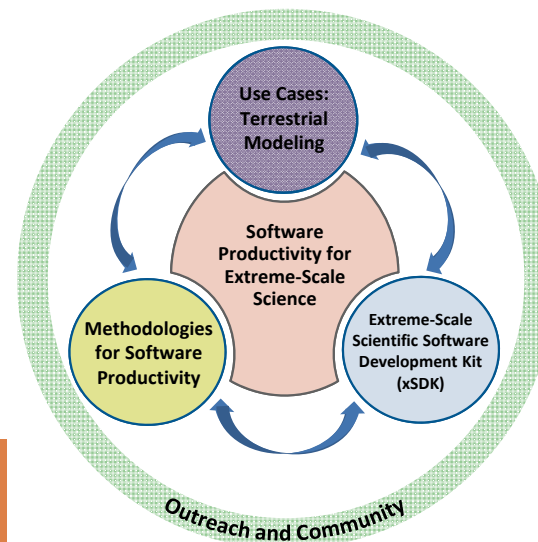 Use Cases:
Terrestrial
Modeling
Software
Productivity for
Extreme-Scale
Science
Methodologies
for Software
Productivity
Extreme-Scale
Scientific Software
Development Kit
(xSDK)
Outreach and Community